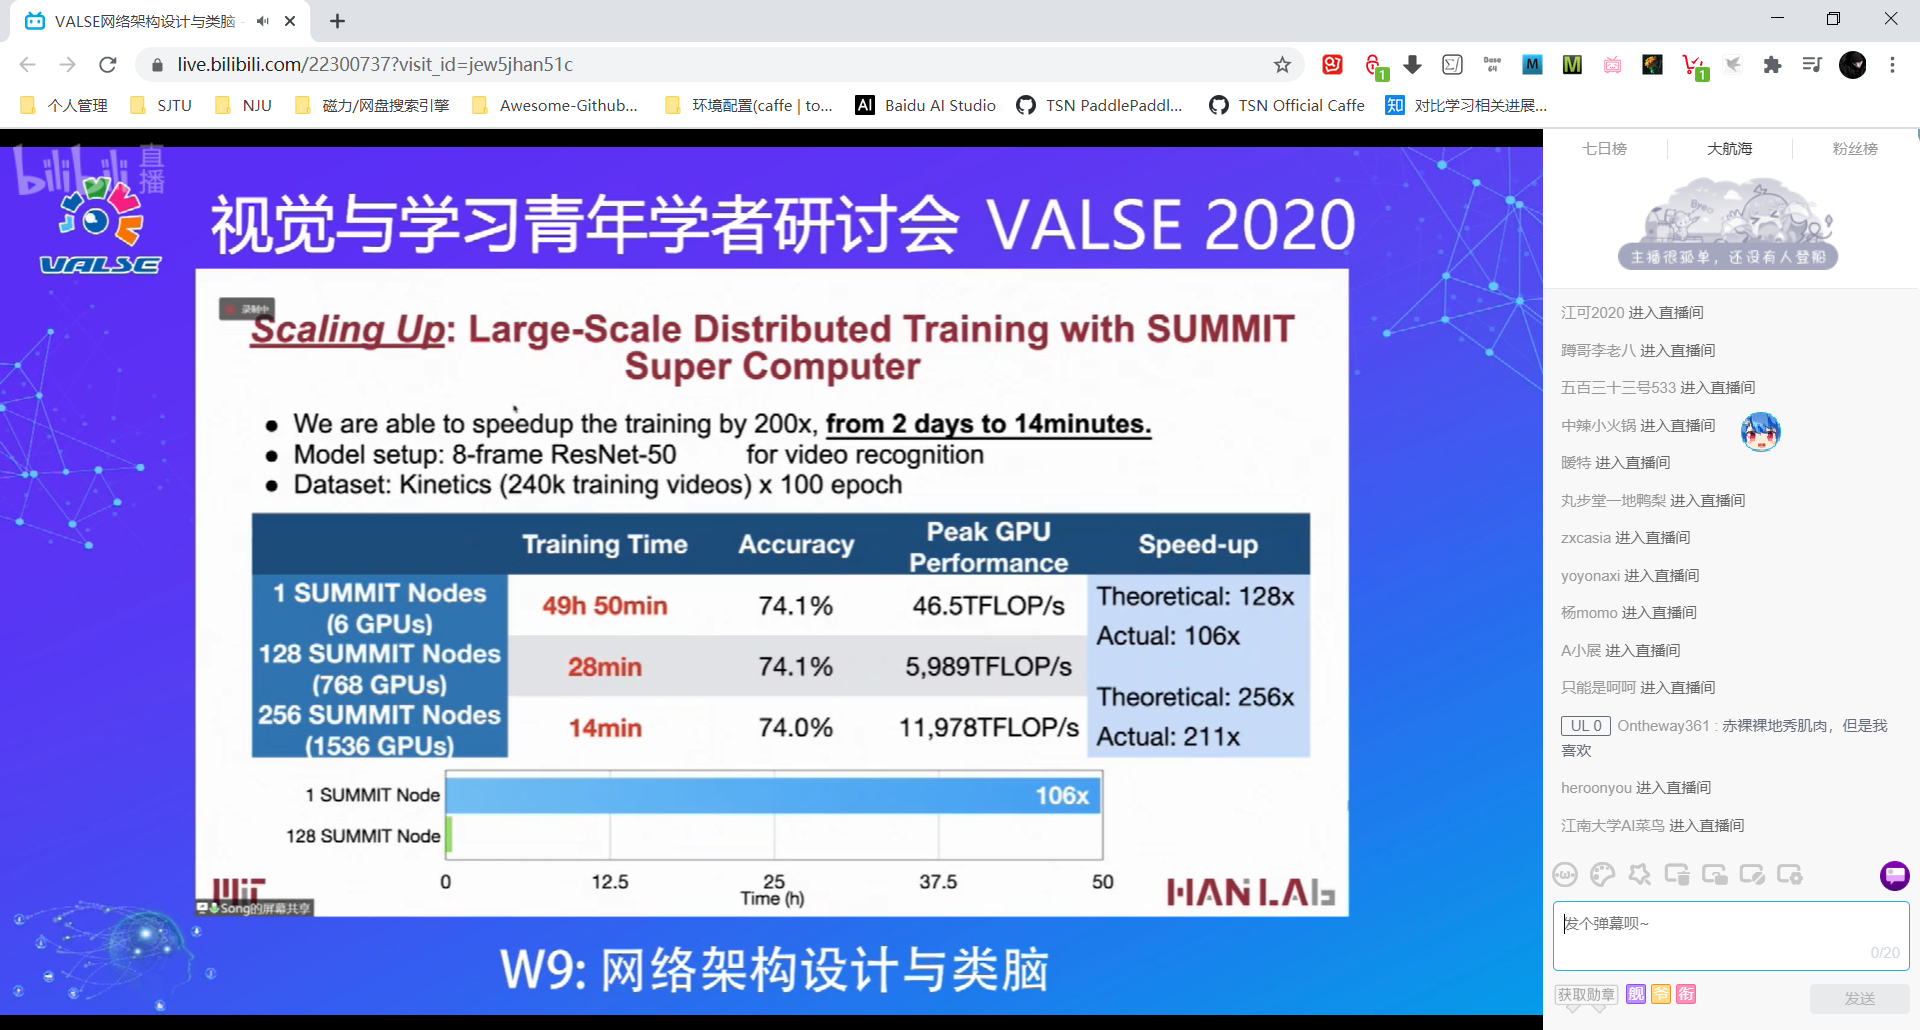 VALSE网络架构设计与类脑
live.bilibili.com/22300737?visit_id=jew5jhan51c
1
Base 64
M
M
1
个人管理
SJTU
NJU
磁力/网盘搜索引擎
Awesome-Github...
环境配置(caffe | to...
AI Baidu AI Studio
TSN PaddlePaddl...
TSN Official Caffe
知 对比学习相关进展...
bilibili 直播
VALSE
视觉与学习青年学者研讨会 VALSE 2020
录制中
Scaling Up: Large-Scale Distributed Training with SUMMIT
Super Computer
● We are able to speedup the training by 200x, from 2 days to 14minutes.
● Model setup: 8-frame ResNet-50 for video recognition
● Dataset: Kinetics (240k training videos) x 100 epoch
Training Time Accuracy Peak GPU Performance Speed-up
1 SUMMIT Nodes (6 GPUs) 49h 50min 74.1% 46.5TFLOP/s
Theoretical: 128x
Actual: 106x
128 SUMMIT Nodes (768 GPUs) 28min 74.1% 5,989TFLOP/s
Theoretical: 256x
256 SUMMIT Nodes (1536 GPUs) 14min 74.0% 11,978TFLOP/s
Actual: 211x
1 SUMMIT Node 106x
128 SUMMIT Node
0 12.5 25 37.5 50
Time (h)
MIT
HAN LAB
Song的屏幕共享
W9: 网络架构设计与类脑
七日榜 大航海 粉丝榜
Byeo
主播很孤单，还没有人登船
江可2020 进入直播间
蹲哥李老八 进入直播间
五百三十三号533 进入直播间
中辣小火锅 进入直播间
暧特 进入直播间
丸步堂一地鸭梨 进入直播间
zxcasia 进入直播间
yoyonaxi 进入直播间
杨momo 进入直播间
A小展 进入直播间
只能是呵呵 进入直播间
UL 0 Ontheway361 : 赤裸裸地秀肌肉，但是我
喜欢
heroonyou 进入直播间
江南大学AI菜鸟 进入直播间
发个弹幕呗~
0/20
获取勋章 舰 爷 衔
发送